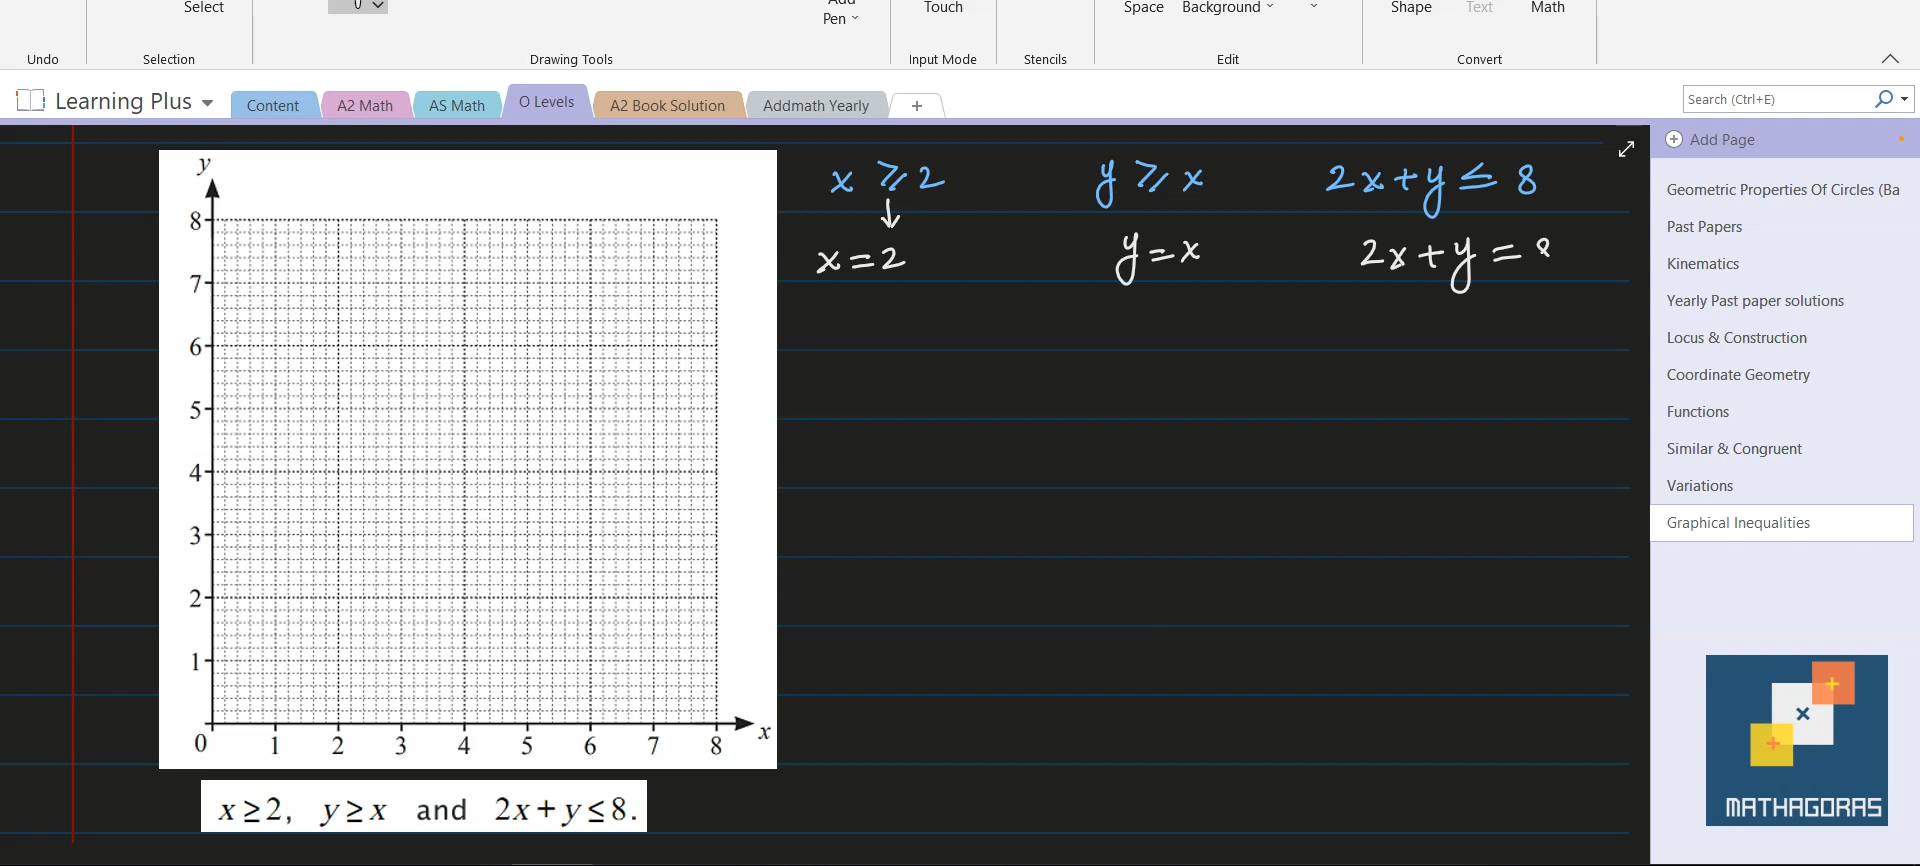 Select
0
Add
Pen
Touch
Space Background
Shape Text Math
Undo Selection Drawing Tools Input Mode Stencils Edit Convert
Learning Plus
Content A2 Math AS Math O Levels A2 Book Solution Addmath Yearly +
Search (Ctrl+E)
Add Page
Geometric Properties Of Circles (Ba
Past Papers
Kinematics
Yearly Past paper solutions
Locus & Construction
Coordinate Geometry
Functions
Similar & Congruent
Variations
Graphical Inequalities
MATHAGORAS
y
8
7
6
5
4
3
2
1
0 1 2 3 4 5 6 7 8 x
x ≥ 2 y ≥ x 2x + y ≤ 8
↓
x = 2 y = x 2x + y = 8
x ≥ 2, y ≥ x and 2x + y ≤ 8.